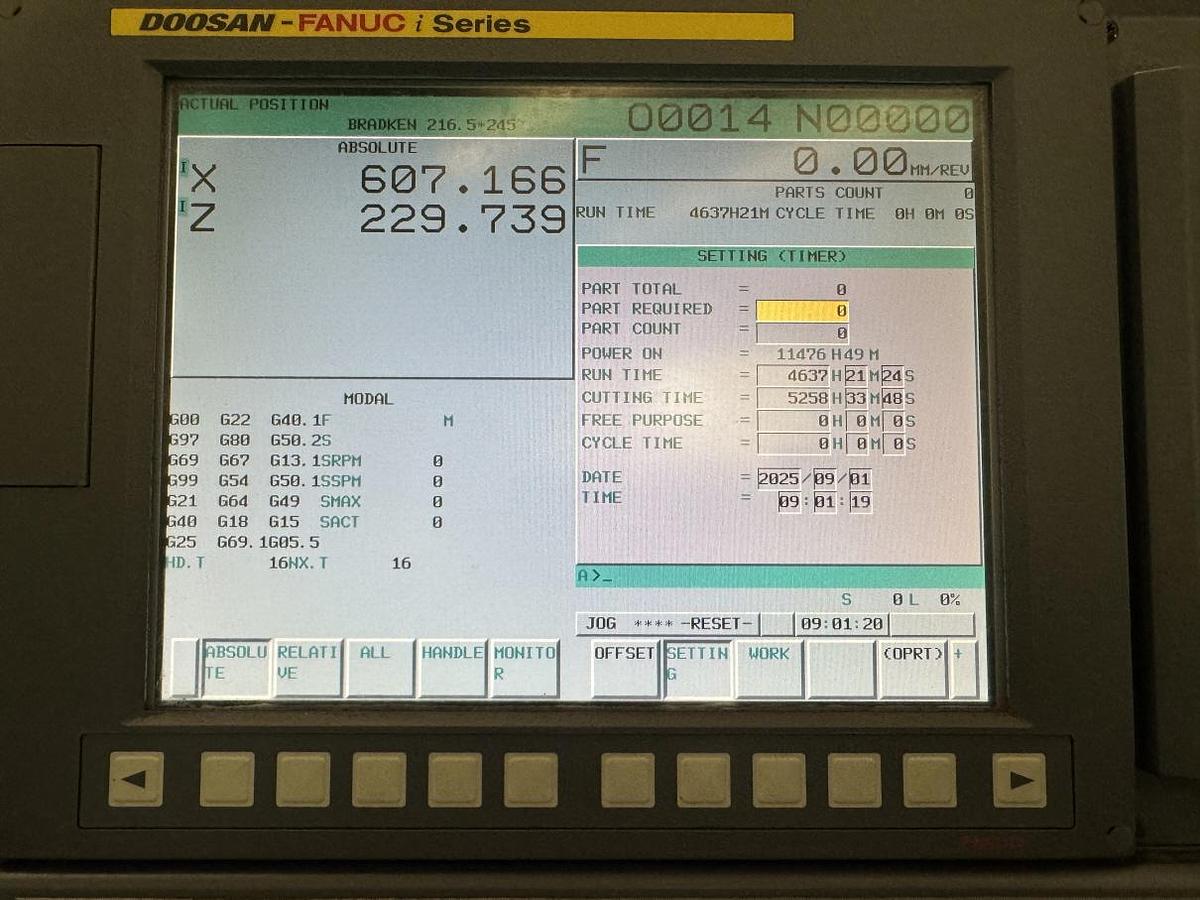 DOOSAN - FANUC i Series
ACTUAL POSITION
BRADKEN 216.5*245
O0014 N00000
ABSOLUTE
I X 607.166
I Z 229.739
F 0.00 MM/REV
PARTS COUNT 0
RUN TIME 4637H21M CYCLE TIME 0H 0M 0S
SETTING (TIMER)
PART TOTAL = 0
PART REQUIRED = 0
PART COUNT = 0
POWER ON = 11476 H 49 M
RUN TIME = 4637 H 21 M 24 S
CUTTING TIME = 5258 H 33 M 48 S
FREE PURPOSE = 0 H 0 M 0 S
CYCLE TIME = 0 H 0 M 0 S
DATE = 2025/09/01
TIME = 09:01:19
MODAL
G00 G22 G40.1 F M
G97 G80 G50.2 S
G69 G67 G13.1 SRPM 0
G99 G54 G50.1 SSPM 0
G21 G64 G49 SMAX 0
G40 G18 G15 SACT 0
G25 G69.1 G05.5
HD.T 16 NX.T 16
A>_
S 0 L 0%
JOG **** -RESET- 09:01:20
ABSOLUTE RELATIVE ALL HANDLE MONITOR OFFSET SETTING WORK (OPRT) +